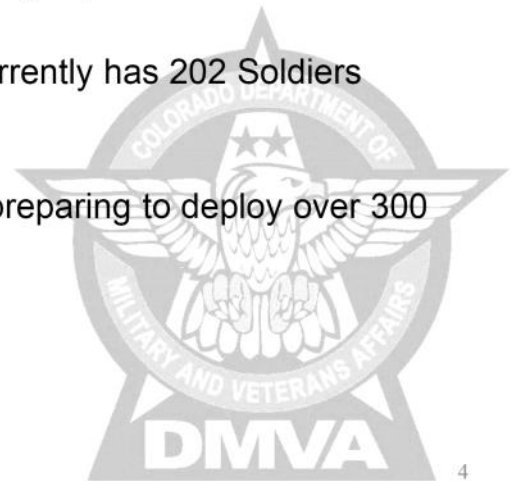 rrently has 202 Soldiers
COLORADO DEPARTMENT OF
preparing to deploy over 300
MILITARY AND VETERANS AFFAIRS
DMVA
4